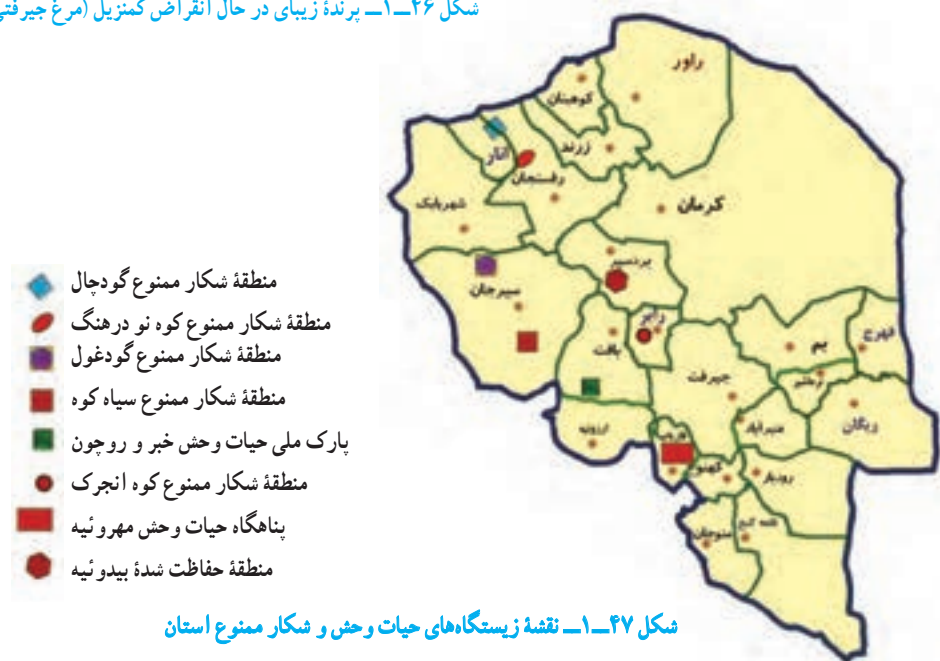 شکل ۴۶ــ۱ــ پرندهٔ زیبای در حال انقراض کمنزیل (مرغ جیرفتی
راور
کوهبنان
زرند
انار
رفسنجان
شهربابک
کرمان
بردسیر
سیرجان
رابر
بافت
بم
فهرج
نرماشیر
جیرفت
ریگان
عنبرآباد
ارزوئیه
فاریاب
کهنوج
رودبار
قلعه گنج
منوجان
منطقهٔ شکار ممنوع گودچال
منطقهٔ شکار ممنوع کوه نو درهنگ
منطقهٔ شکار ممنوع گودغول
منطقهٔ شکار ممنوع سیاه کوه
پارک ملی حیات وحش خبر و روچون
منطقهٔ شکار ممنوع کوه انجرک
پناهگاه حیات وحش مهروئیه
منطقهٔ حفاظت شدهٔ بیدوئیه
شکل ۴۷ــ۱ــ نقشهٔ زیستگاه‌های حیات وحش و شکار ممنوع استان